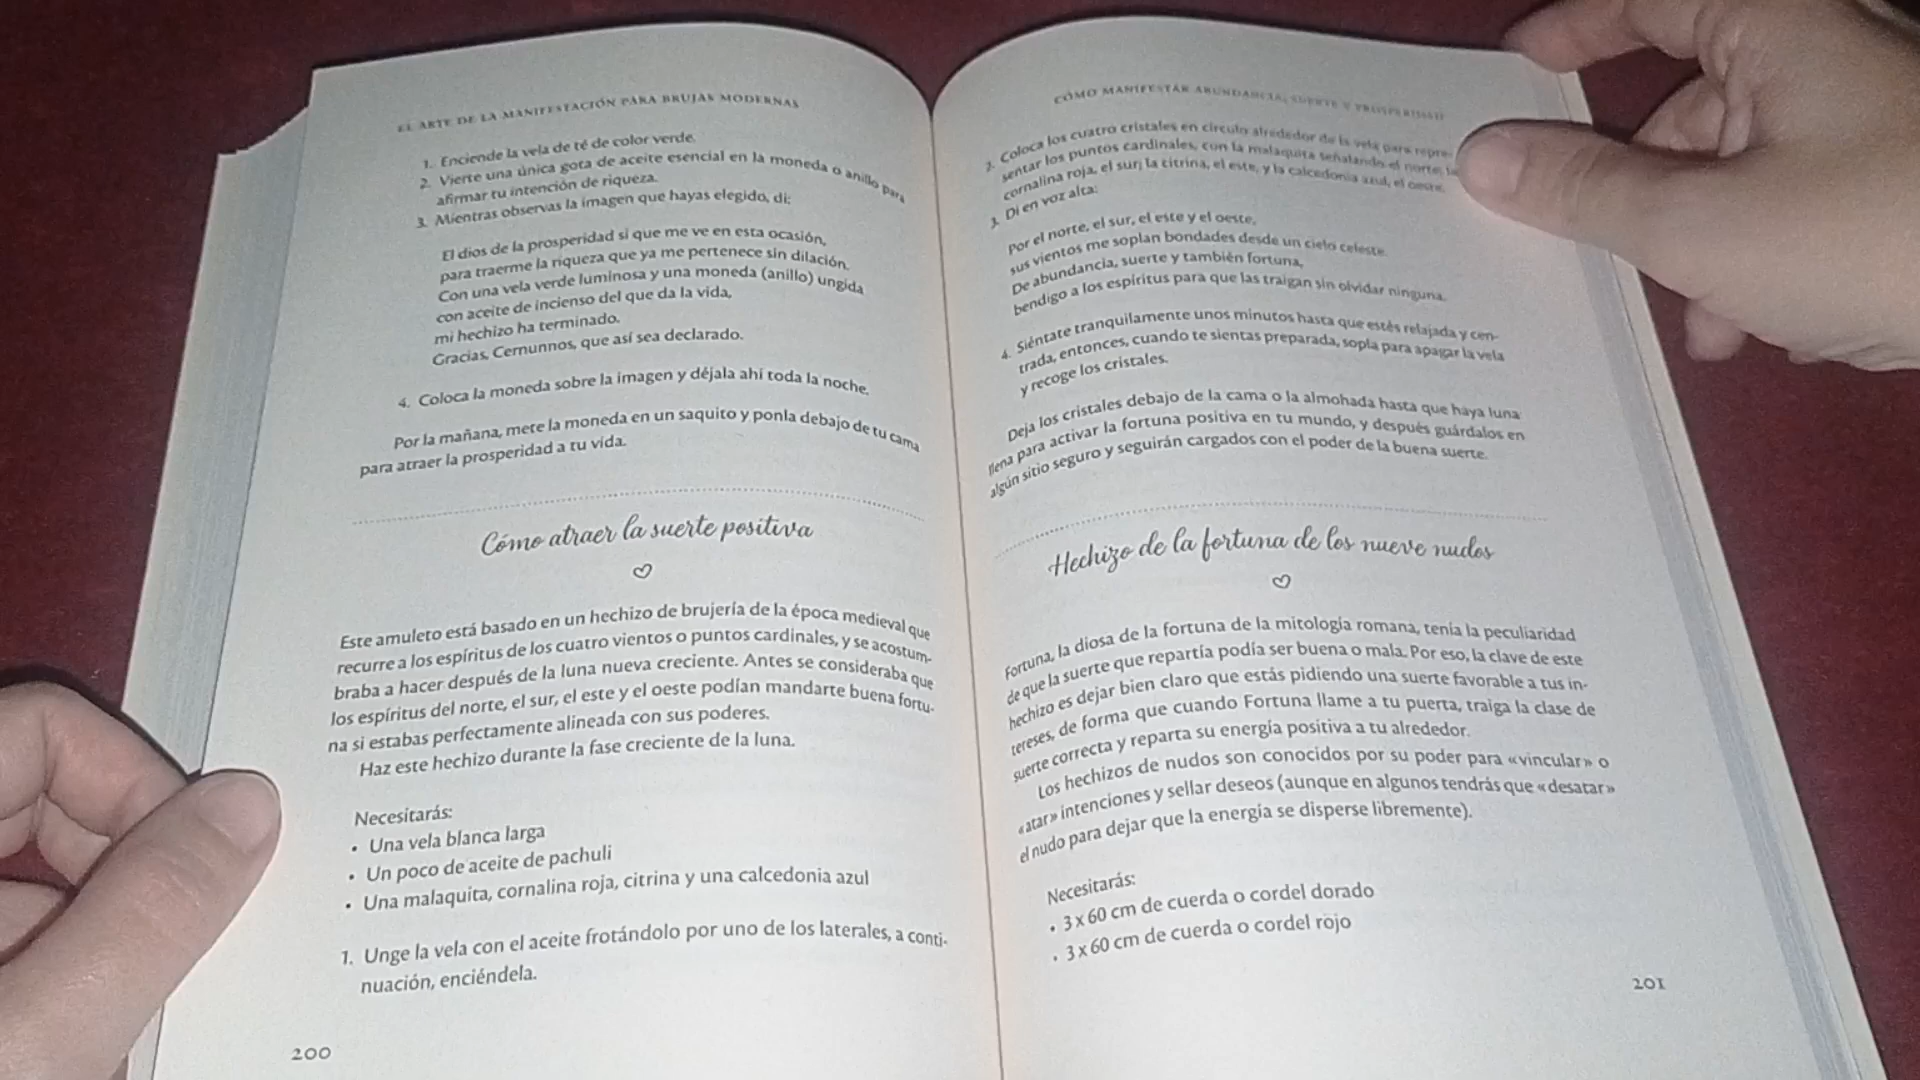 EL ARTE DE LA MANIFESTACIÓN PARA BRUJAS MODERNAS
1. Enciende la vela de té de color verde.
2. Vierte una única gota de aceite esencial en la moneda o anillo para
afirmar tu intención de riqueza.
3. Mientras observas la imagen que hayas elegido, di:
El dios de la prosperidad sí que me ve en esta ocasión,
para traerme la riqueza que ya me pertenece sin dilación.
Con una vela verde luminosa y una moneda (anillo) ungida
con aceite de incienso del que da la vida,
mi hechizo ha terminado.
Gracias, Cernunnos, que así sea declarado.
4. Coloca la moneda sobre la imagen y déjala ahí toda la noche.
Por la mañana, mete la moneda en un saquito y ponla debajo de tu cama
para atraer la prosperidad a tu vida.
Cómo atraer la suerte positiva
Este amuleto está basado en un hechizo de brujería de la época medieval que
recurre a los espíritus de los cuatro vientos o puntos cardinales, y se acostum-
braba a hacer después de la luna nueva creciente. Antes se consideraba que
los espíritus del norte, el sur, el este y el oeste podían mandarte buena fortu-
na si estabas perfectamente alineada con sus poderes.
Haz este hechizo durante la fase creciente de la luna.
Necesitarás:
• Una vela blanca larga
• Un poco de aceite de pachuli
• Una malaquita, cornalina roja, citrina y una calcedonia azul
1. Unge la vela con el aceite frotándolo por uno de los laterales, a conti-
nuación, enciéndela.
200
CÓMO MANIFESTAR ABUNDANCIA, SUERTE Y PROSPERIDAD
2. Coloca los cuatro cristales en círculo alrededor de la vela para repre-
sentar los puntos cardinales, con la malaquita señalando el norte; la
cornalina roja, el sur; la citrina, el este, y la calcedonia azul, el oeste.
3. Di en voz alta:
Por el norte, el sur, el este y el oeste,
sus vientos me soplan bondades desde un cielo celeste.
De abundancia, suerte y también fortuna,
bendigo a los espíritus para que las traigan sin olvidar ninguna.
4. Siéntate tranquilamente unos minutos hasta que estés relajada y cen-
trada, entonces, cuando te sientas preparada, sopla para apagar la vela
y recoge los cristales.
Deja los cristales debajo de la cama o la almohada hasta que haya luna
llena para activar la fortuna positiva en tu mundo, y después guárdalos en
algún sitio seguro y seguirán cargados con el poder de la buena suerte.
Hechizo de la fortuna de los nueve nudos
Fortuna, la diosa de la fortuna de la mitología romana, tenía la peculiaridad
de que la suerte que repartía podía ser buena o mala. Por eso, la clave de este
hechizo es dejar bien claro que estás pidiendo una suerte favorable a tus in-
tereses, de forma que cuando Fortuna llame a tu puerta, traiga la clase de
suerte correcta y reparta su energía positiva a tu alrededor.
Los hechizos de nudos son conocidos por su poder para «vincular» o
«atar» intenciones y sellar deseos (aunque en algunos tendrás que «desatar»
el nudo para dejar que la energía se disperse libremente).
Necesitarás:
• 3 x 60 cm de cuerda o cordel dorado
• 3 x 60 cm de cuerda o cordel rojo
201